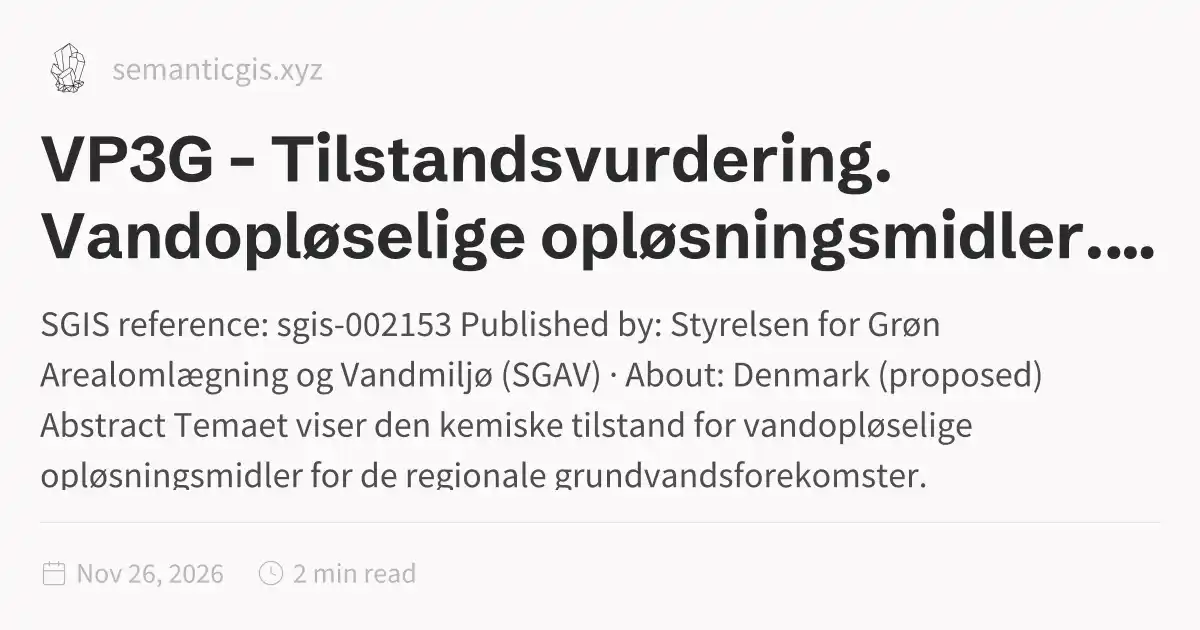 semanticgis.xyz
VP3G - Tilstandsvurdering.
Vandopløselige opløsningsmidler....
SGIS reference: sgis-002153 Published by: Styrelsen for Grøn
Arealomlægning og Vandmiljø (SGAV) · About: Denmark (proposed)
Abstract Temaet viser den kemiske tilstand for vandopløselige
opløsningsmidler for de regionale grundvandsforekomster.
Nov 26, 2026
2 min read